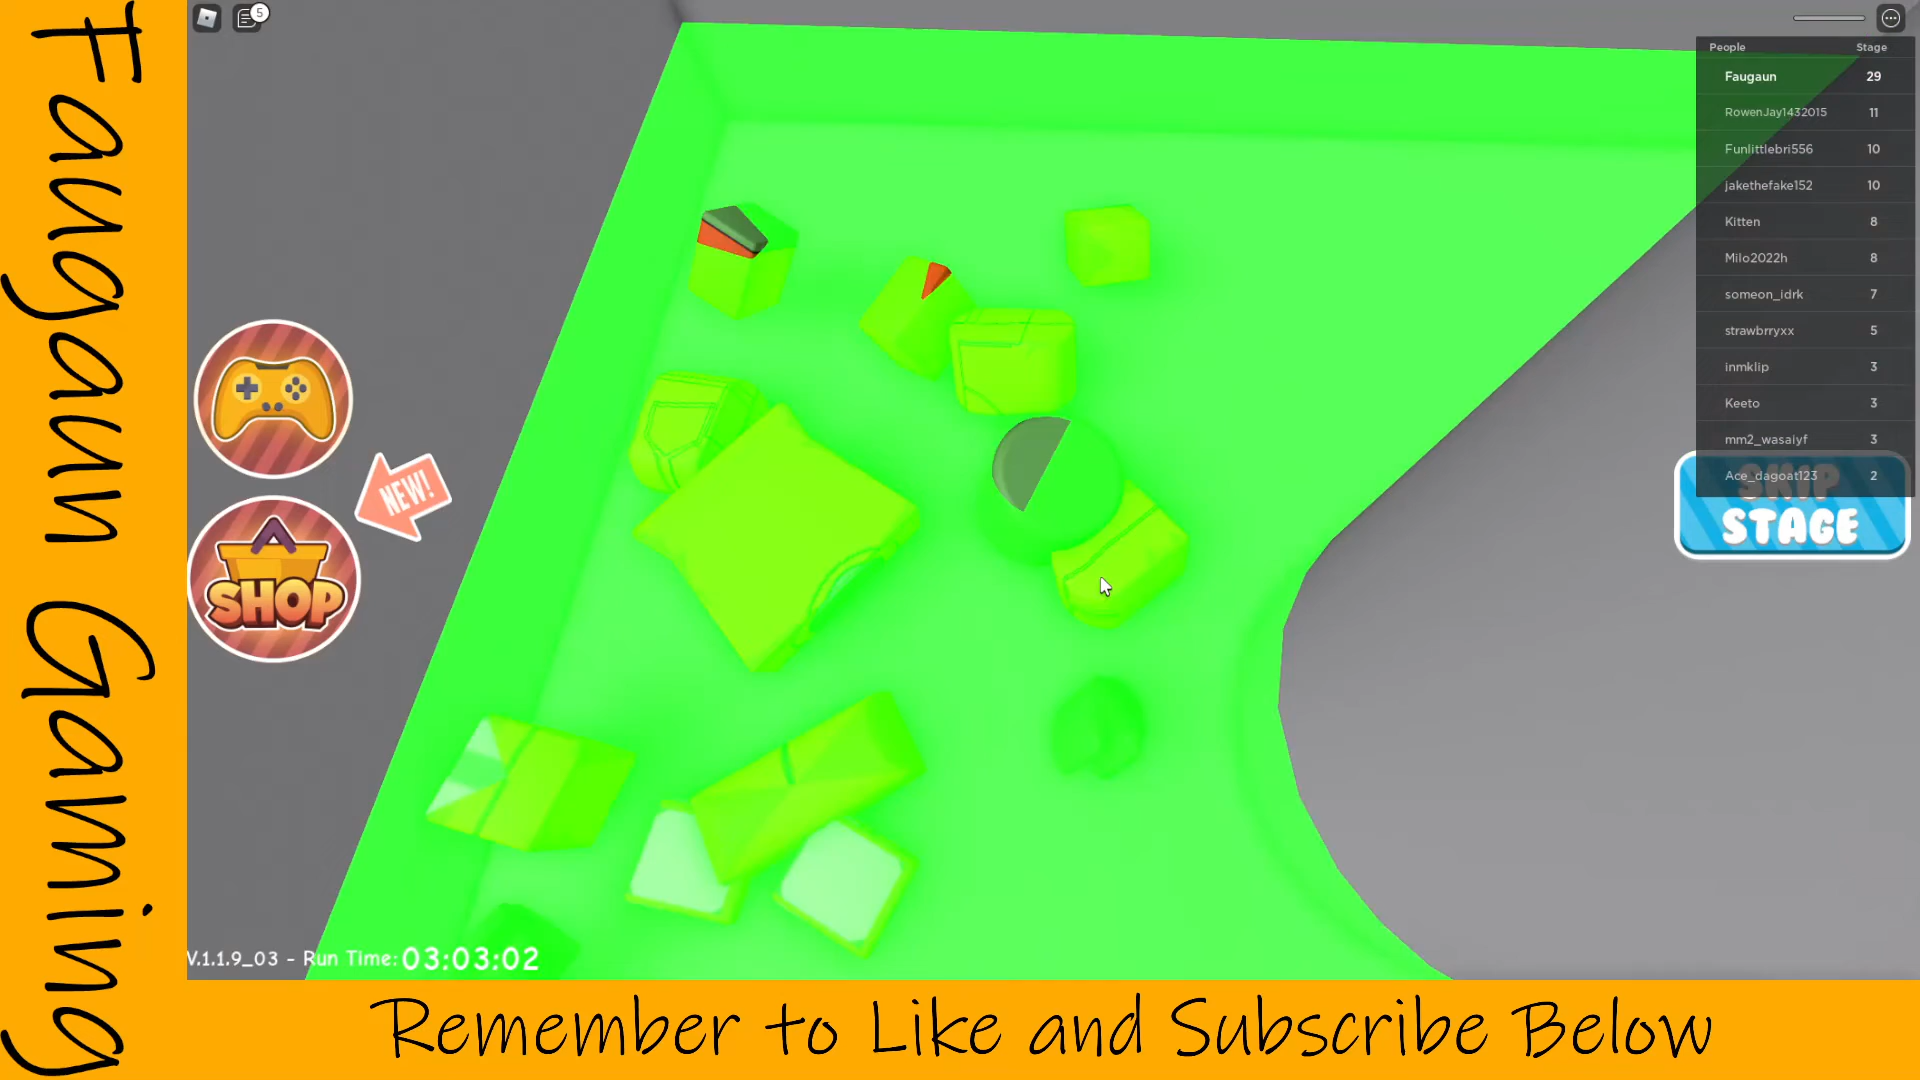 Faugaun Gaming
5
People Stage
Faugaun 29
RowenJay1432015 11
Funlittlebri556 10
jakethefake152 10
Kitten 8
Milo2022h 8
someon_idrk 7
strawbrryxx 5
inmklip 3
Keeto 3
mm2_wasaiyf 3
Ace_dagoat123 2
SKIP
STAGE
NEW!
SHOP
V.1.1.9_03 - Run Time: 03:03:02
Remember to Like and Subscribe Below